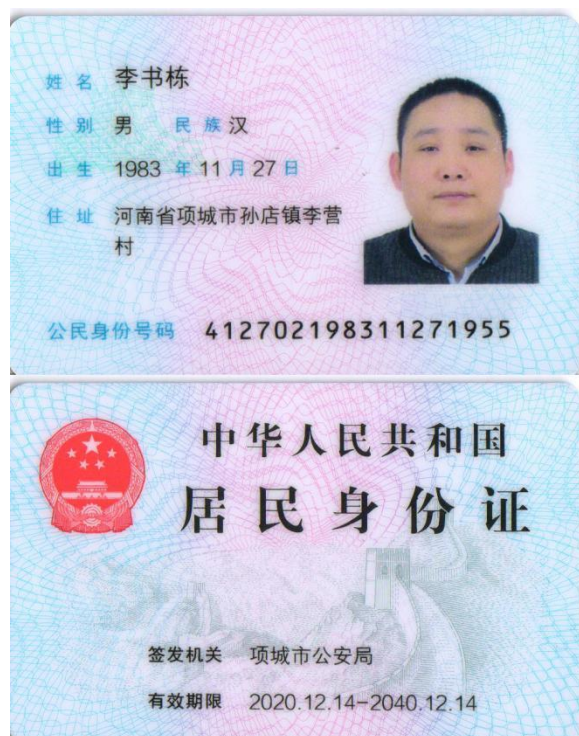 姓名 李书栋
性别 男 民族 汉
出生 1983 年 11 月 27 日
住址 河南省项城市孙店镇李营
村
公民身份号码 412702198311271955
中华人民共和国
居民身份证
签发机关 项城市公安局
有效期限 2020.12.14-2040.12.14